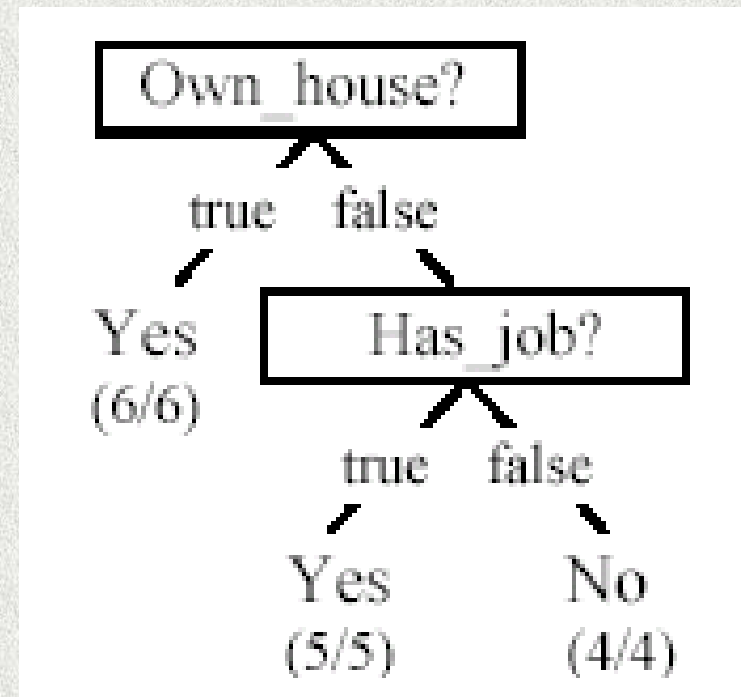 Own_house?
true false
Yes
(6/6)
Has_job?
true false
Yes No
(5/5) (4/4)